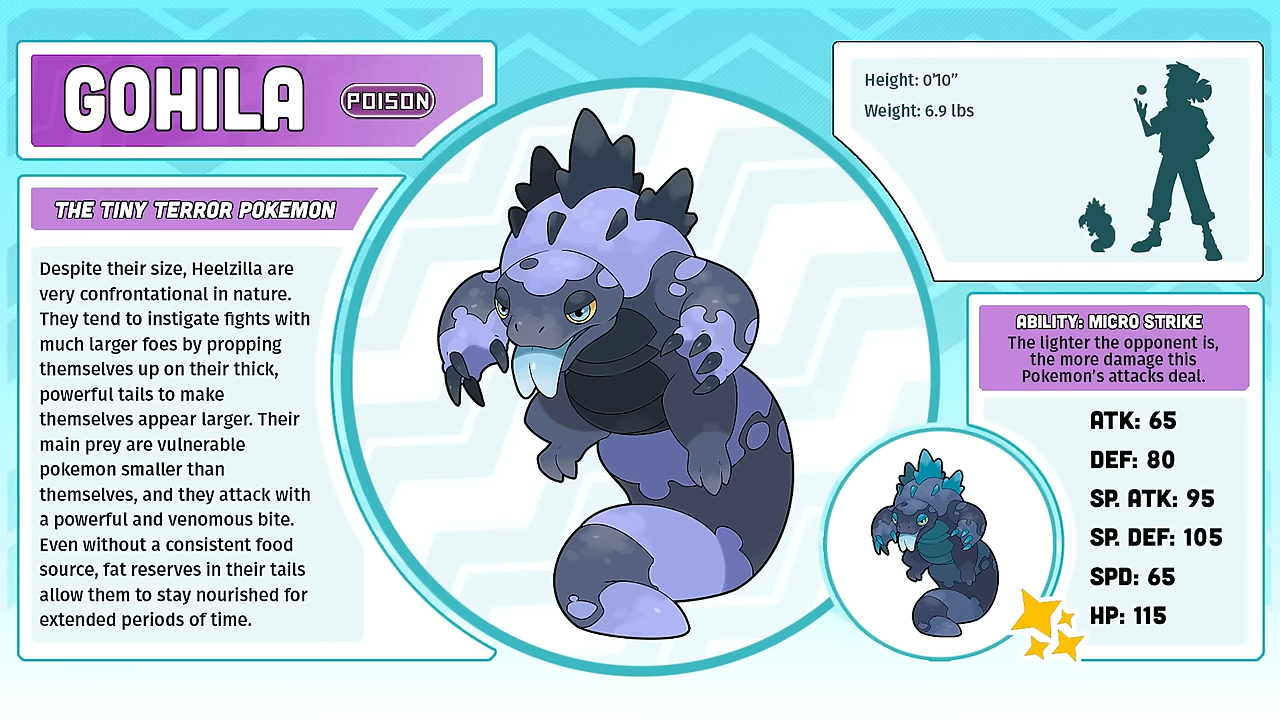 GOHILA
POISON
THE TINY TERROR POKEMON
Despite their size, Heelzilla are
very confrontational in nature.
They tend to instigate fights with
much larger foes by propping
themselves up on their thick,
powerful tails to make
themselves appear larger. Their
main prey are vulnerable
pokemon smaller than
themselves, and they attack with
a powerful and venomous bite.
Even without a consistent food
source, fat reserves in their tails
allow them to stay nourished for
extended periods of time.
Height: 0'10”
Weight: 6.9 lbs
ABILITY: MICRO STRIKE
The lighter the opponent is,
the more damage this
Pokemon's attacks deal.
ATK: 65
DEF: 80
SP. ATK: 95
SP. DEF: 105
SPD: 65
HP: 115